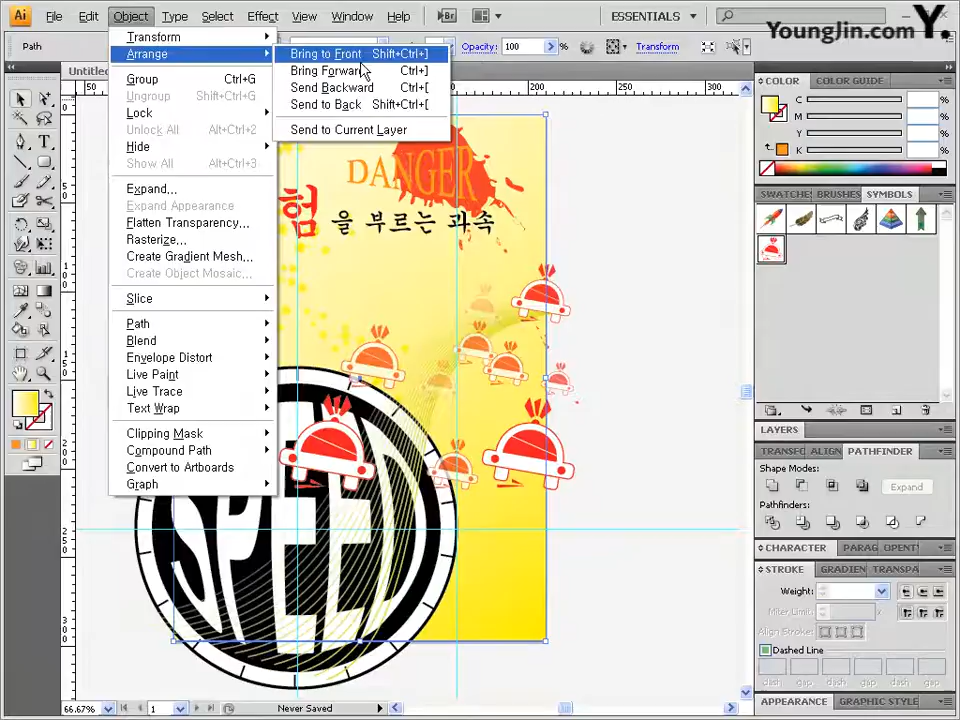 Ai File Edit Object Type Select Effect View Window Help Br ESSENTIALS
YoungJin.com Y.
Path Opacity: 100 % Transform
Transform
Arrange
Group Ctrl+G
Ungroup Shift+Ctrl+G
Lock
Unlock All Alt+Ctrl+2
Hide
Show All Alt+Ctrl+3
Expand...
Expand Appearance
Flatten Transparency...
Rasterize...
Create Gradient Mesh...
Create Object Mosaic...
Slice
Path
Blend
Envelope Distort
Live Paint
Live Trace
Text Wrap
Clipping Mask
Compound Path
Convert to Artboards
Graph
Bring to Front Shift+Ctrl+]
Bring Forward Ctrl+]
Send Backward Ctrl+[
Send to Back Shift+Ctrl+[
Send to Current Layer
Untitled
50 250 300
DANGER
험 을 부르는 과속
SPEED
COLOR COLOR GUIDE
C %
M %
Y %
K %
SWATCHE BRUSHES SYMBOLS
LAYERS
TRANSFO ALIGN PATHFINDER
Shape Modes:
Expand
Pathfinders:
CHARACTER PARAG OPENT
STROKE GRADIEN TRANSPA
Weight:
Miter Limit:
Align Stroke:
Dashed Line
dash gap dash gap dash gap
APPEARANCE GRAPHIC STYLE
66.67% 1 Never Saved